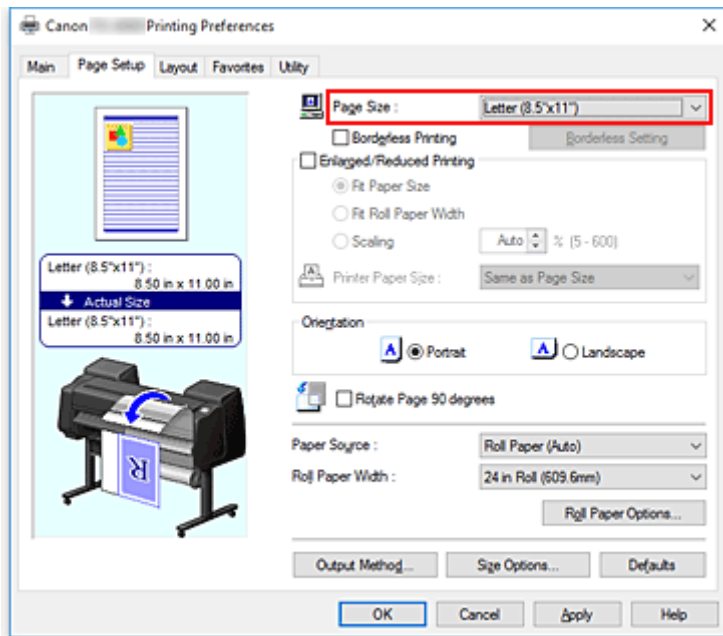 Canon Printing Preferences
Main Page Setup Layout Favorites Utility
Page Size : Letter (8.5"x11")
Borderless Printing Borderless Setting
Enlarged/Reduced Printing
Fit Paper Size
Fit Roll Paper Width
Scaling Auto % (5 - 600)
Printer Paper Size : Same as Page Size
Letter (8.5"x11") :
8.50 in x 11.00 in
Actual Size
Letter (8.5"x11") :
8.50 in x 11.00 in
Orientation
A Portrait A Landscape
Rotate Page 90 degrees
Paper Source : Roll Paper (Auto)
Roll Paper Width : 24 in Roll (609.6mm)
Roll Paper Options...
R
Output Method... Size Options... Defaults
OK Cancel Apply Help